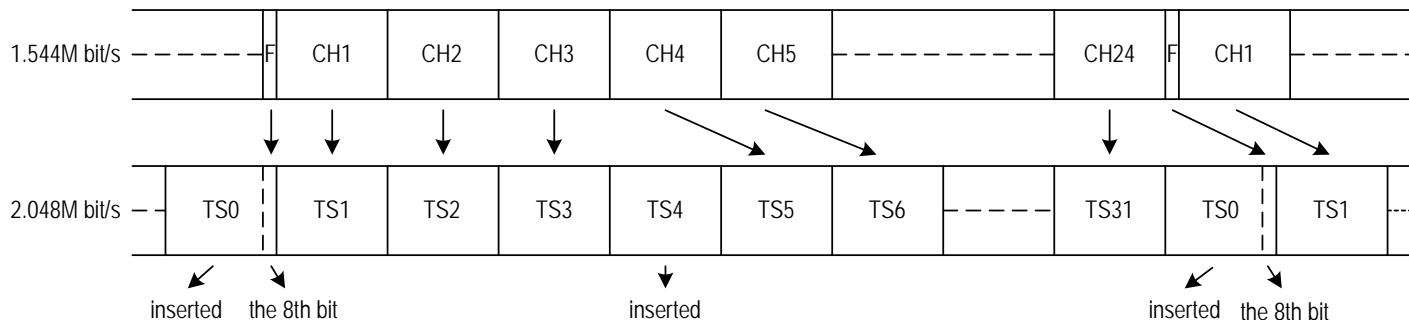 1.544M bit/s F CH1 CH2 CH3 CH4 CH5 CH24 F CH1
2.048M bit/s TS0 TS1 TS2 TS3 TS4 TS5 TS6 TS31 TS0 TS1
inserted the 8th bit inserted inserted the 8th bit